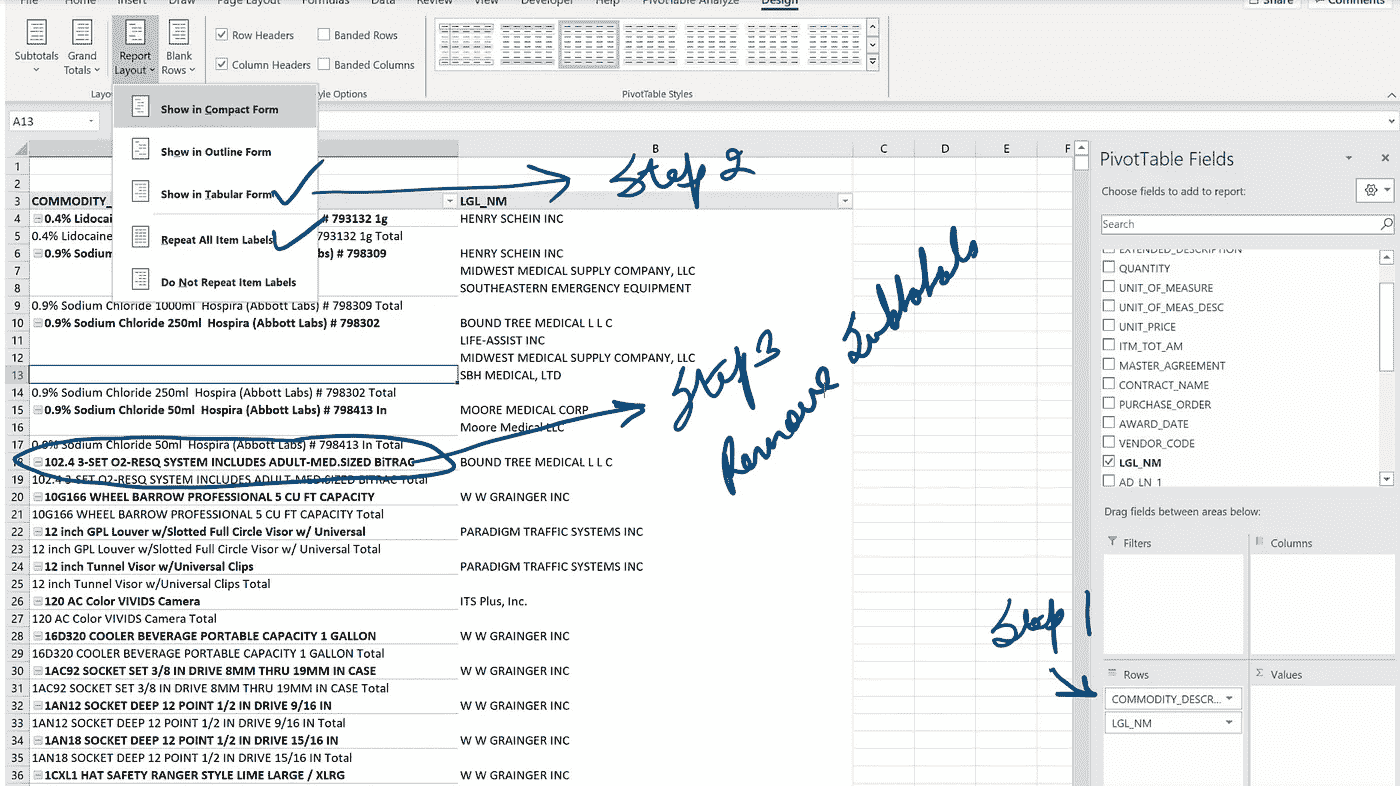 File Home Insert Draw Page Layout Formulas Data Review View Developer Help PivotTable Analyze Design Share Comments
Subtotals
Grand Totals
Report Layout
Blank Rows
Row Headers
Banded Rows
Column Headers
Banded Columns
Layou
yle Options
PivotTable Styles
Show in Compact Form
Show in Outline Form
Show in Tabular Form
Repeat All Item Labels
Do Not Repeat Item Labels
A13
B C D E F
1
2
Step 2
3 COMMODITY_ LGL_NM
4 0.4% Lidocain # 793132 1g HENRY SCHEIN INC
5 0.4% Lidocaine 793132 1g Total
6 0.9% Sodium bs) # 798309 HENRY SCHEIN INC
7 MIDWEST MEDICAL SUPPLY COMPANY, LLC
8 SOUTHEASTERN EMERGENCY EQUIPMENT
9 0.9% Sodium Chloride 1000ml Hospira (Abbott Labs) # 798309 Total
10 0.9% Sodium Chloride 250ml Hospira (Abbott Labs) # 798302 BOUND TREE MEDICAL L L C
11 LIFE-ASSIST INC
12 MIDWEST MEDICAL SUPPLY COMPANY, LLC
13 SBH MEDICAL, LTD
14 0.9% Sodium Chloride 250ml Hospira (Abbott Labs) # 798302 Total
15 0.9% Sodium Chloride 50ml Hospira (Abbott Labs) # 798413 In MOORE MEDICAL CORP
16 Moore Medical LLC
17 0.9% Sodium Chloride 50ml Hospira (Abbott Labs) # 798413 In Total
18 102.4 3-SET O2-RESQ SYSTEM INCLUDES ADULT-MED.SIZED BiTRAC BOUND TREE MEDICAL L L C
19 102.4 3-SET O2-RESQ SYSTEM INCLUDES ADULT-MED.SIZED BiTRAC Total
20 10G166 WHEEL BARROW PROFESSIONAL 5 CU FT CAPACITY W W GRAINGER INC
21 10G166 WHEEL BARROW PROFESSIONAL 5 CU FT CAPACITY Total
22 12 inch GPL Louver w/Slotted Full Circle Visor w/ Universal PARADIGM TRAFFIC SYSTEMS INC
23 12 inch GPL Louver w/Slotted Full Circle Visor w/ Universal Total
24 12 inch Tunnel Visor w/Universal Clips PARADIGM TRAFFIC SYSTEMS INC
25 12 inch Tunnel Visor w/Universal Clips Total
26 120 AC Color VIVIDS Camera ITS Plus, Inc.
27 120 AC Color VIVIDS Camera Total
28 16D320 COOLER BEVERAGE PORTABLE CAPACITY 1 GALLON W W GRAINGER INC
29 16D320 COOLER BEVERAGE PORTABLE CAPACITY 1 GALLON Total
30 1AC92 SOCKET SET 3/8 IN DRIVE 8MM THRU 19MM IN CASE W W GRAINGER INC
31 1AC92 SOCKET SET 3/8 IN DRIVE 8MM THRU 19MM IN CASE Total
32 1AN12 SOCKET DEEP 12 POINT 1/2 IN DRIVE 9/16 IN W W GRAINGER INC
33 1AN12 SOCKET DEEP 12 POINT 1/2 IN DRIVE 9/16 IN Total
34 1AN18 SOCKET DEEP 12 POINT 1/2 IN DRIVE 15/16 IN W W GRAINGER INC
35 1AN18 SOCKET DEEP 12 POINT 1/2 IN DRIVE 15/16 IN Total
36 1CXL1 HAT SAFETY RANGER STYLE LIME LARGE / XLRG W W GRAINGER INC
Step 3
Remove Subtotals
Step 1
PivotTable Fields
Choose fields to add to report:
Search
EXTENDED_DESCRIPTION
QUANTITY
UNIT_OF_MEASURE
UNIT_OF_MEAS_DESC
UNIT_PRICE
ITM_TOT_AM
MASTER_AGREEMENT
CONTRACT_NAME
PURCHASE_ORDER
AWARD_DATE
VENDOR_CODE
LGL_NM
AD_LN_1
Drag fields between areas below:
Filters
Columns
Rows
Values
COMMODITY_DESCR...
LGL_NM